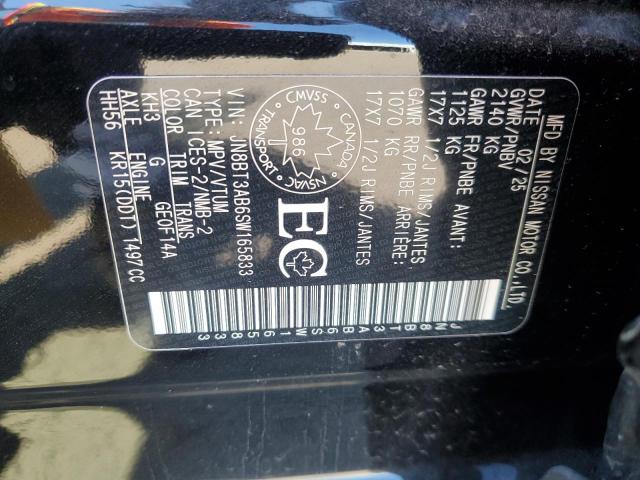 MFD BY NISSAN MOTOR CO.,LTD.
DATE 02/25
GVWR/PNBV
2140 KG
GAWR FR/PNBE AVANT:
1125 KG
17X7 1/2J RIMS/JANTES
GAWR RR/PNBE ARRIÈRE:
1070 KG
17X7 1/2J RIMS/JANTES
CMVSS CANADA
986
TRANSPORT NSVAC
EC
VIN: JN8BT3AB6SW165833
TYPE: MPV/VTUM
CAN ICES-2/NMB-2
COLOR TRIM TRANS
KH3 G GE0F14A
AXLE ENGINE
HH56 KR15(DDT) 1497CC
JN8BT3AB6SW165833